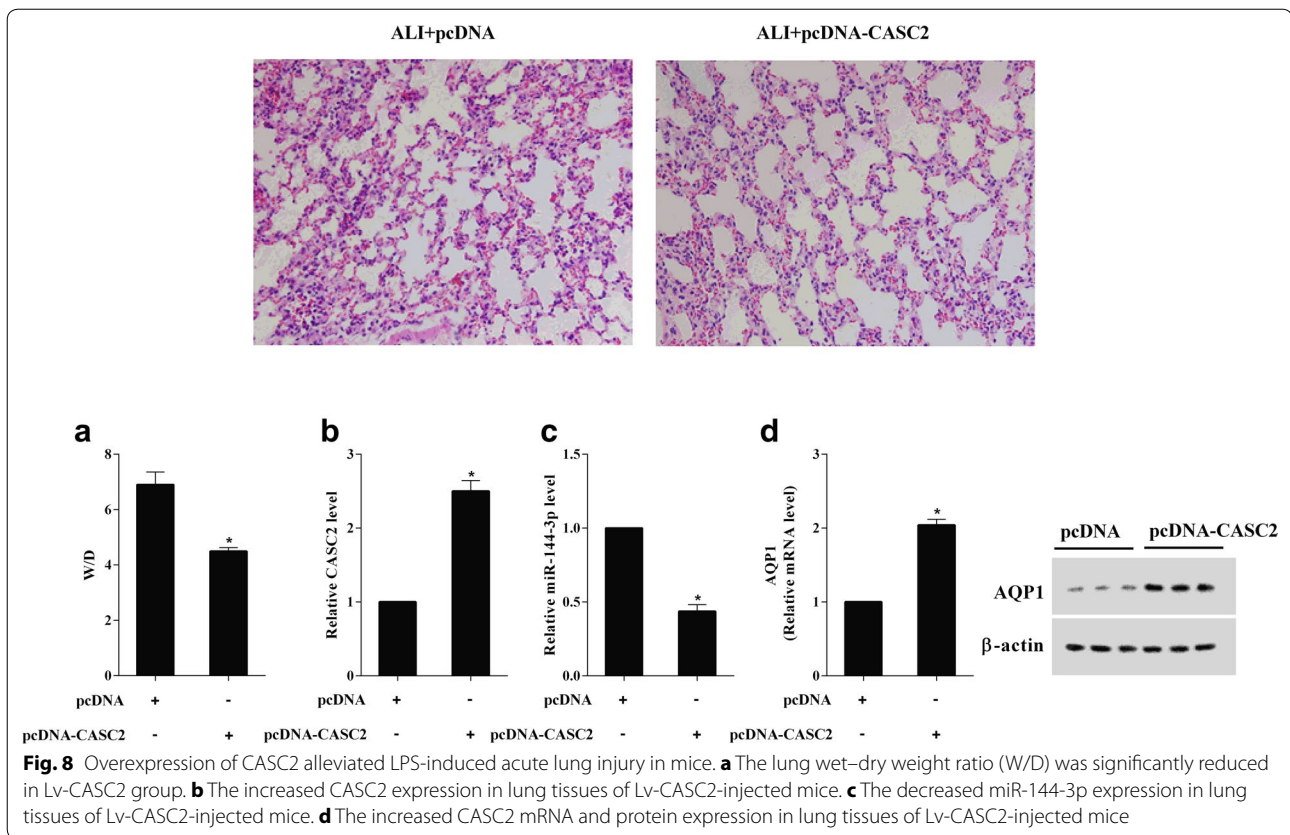 ALI+pcDNA
ALI+pcDNA-CASC2
a
8
6
4
2
0
W/D
*
pcDNA + -
pcDNA-CASC2 - +
b
3
2
1
0
Relative CASC2 level
*
pcDNA + -
pcDNA-CASC2 - +
c
1.5
1.0
0.5
0.0
Relative miR-144-3p level
*
pcDNA + -
pcDNA-CASC2 - +
d
3
2
1
0
AQP1
(Relative mRNA level)
*
pcDNA + -
pcDNA-CASC2 - +
pcDNA pcDNA-CASC2
AQP1
β-actin
Fig. 8 Overexpression of CASC2 alleviated LPS-induced acute lung injury in mice. a The lung wet–dry weight ratio (W/D) was significantly reduced
in Lv-CASC2 group. b The increased CASC2 expression in lung tissues of Lv-CASC2-injected mice. c The decreased miR-144-3p expression in lung
tissues of Lv-CASC2-injected mice. d The increased CASC2 mRNA and protein expression in lung tissues of Lv-CASC2-injected mice